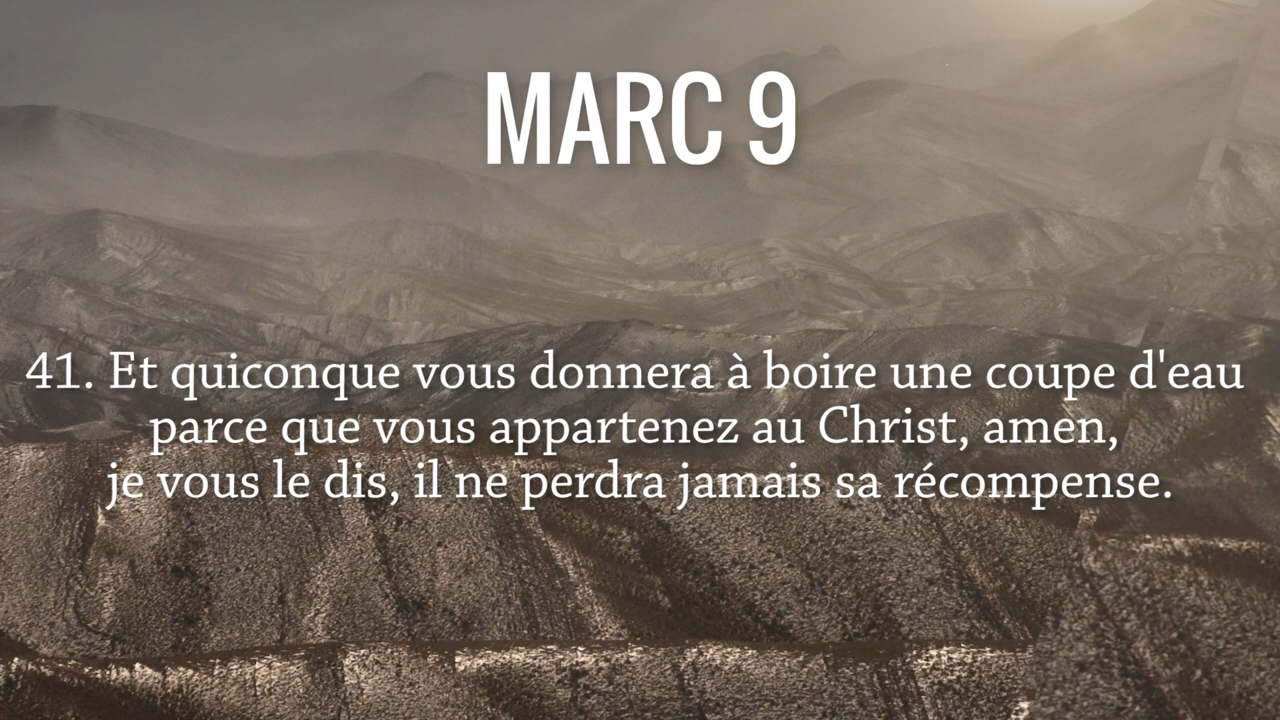 MARC 9
41. Et quiconque vous donnera à boire une coupe d'eau
parce que vous appartenez au Christ, amen,
je vous le dis, il ne perdra jamais sa récompense.